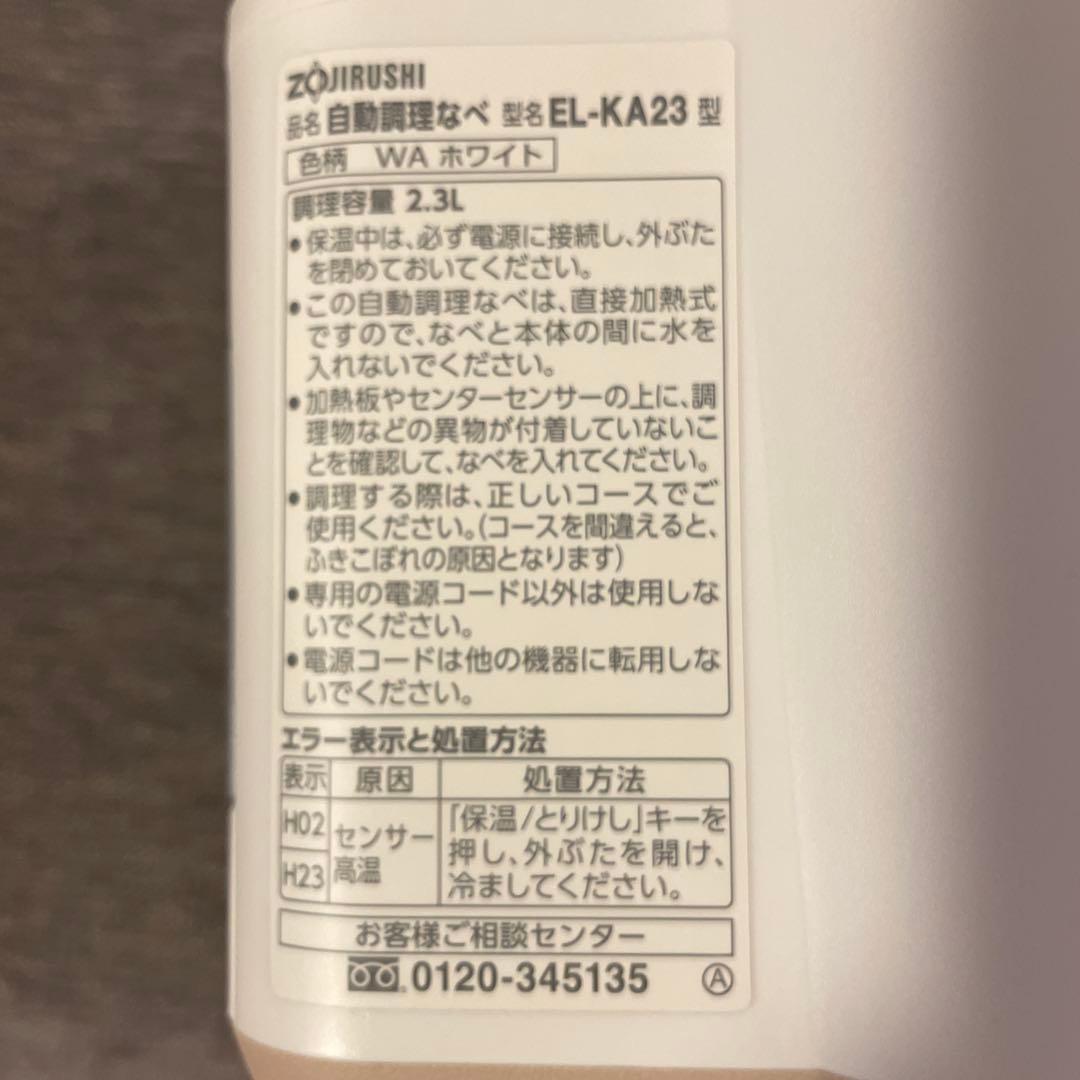 ZOJIRUSHI
品名 自動調理なべ 型名 EL-KA23 型
色柄 WA ホワイト
調理容量 2.3L
●保温中は、必ず電源に接続し、外ぶた
を閉めておいてください。
●この自動調理なべは、直接加熱式
ですので、なべと本体の間に水を
入れないでください。
●加熱板やセンターセンサーの上に、調
理物などの異物が付着していないこ
とを確認して、なべを入れてください。
●調理する際は、正しいコースでご
使用ください。(コースを間違えると、
ふきこぼれの原因となります)
●専用の電源コード以外は使用しな
いでください。
●電源コードは他の機器に転用しな
いでください。
エラー表示と処置方法
表示 原因 処置方法
H02
H23
センサー
高温
「保温/とりけし」キーを
押し、外ぶたを開け、
冷ましてください。
お客様ご相談センター
0120-345135 Ⓐ